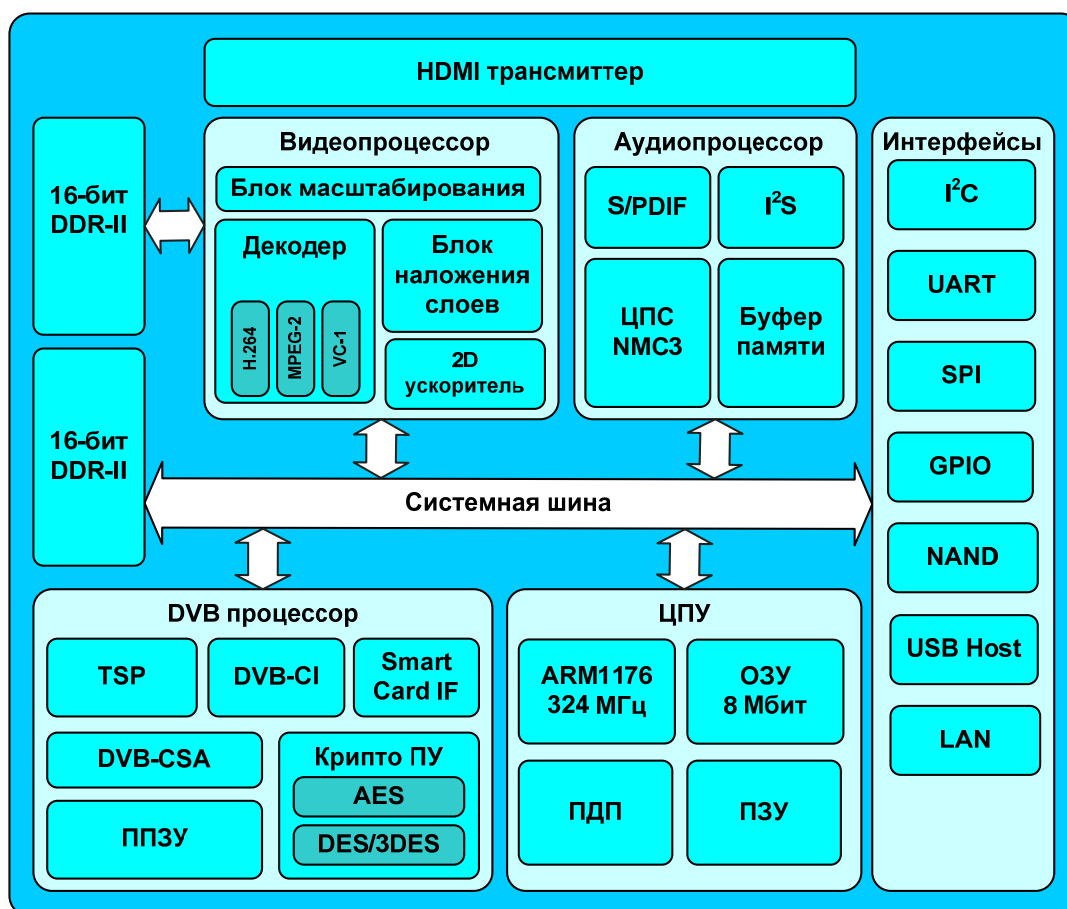 HDMI трансмиттер
16-бит
DDR-II
16-бит
DDR-II
Видеопроцессор
Блок масштабирования
Декодер
H.264
MPEG-2
VC-1
Блок
наложения
слоев
2D
ускоритель
Аудиопроцессор
S/PDIF
I²S
ЦПС
NMC3
Буфер
памяти
Интерфейсы
I²C
UART
SPI
GPIO
NAND
USB Host
LAN
Системная шина
DVB процессор
TSP
DVB-CI
Smart
Card IF
DVB-CSA
ППЗУ
Крипто ПУ
AES
DES/3DES
ЦПУ
ARM1176
324 МГц
ОЗУ
8 Мбит
ПДП
ПЗУ